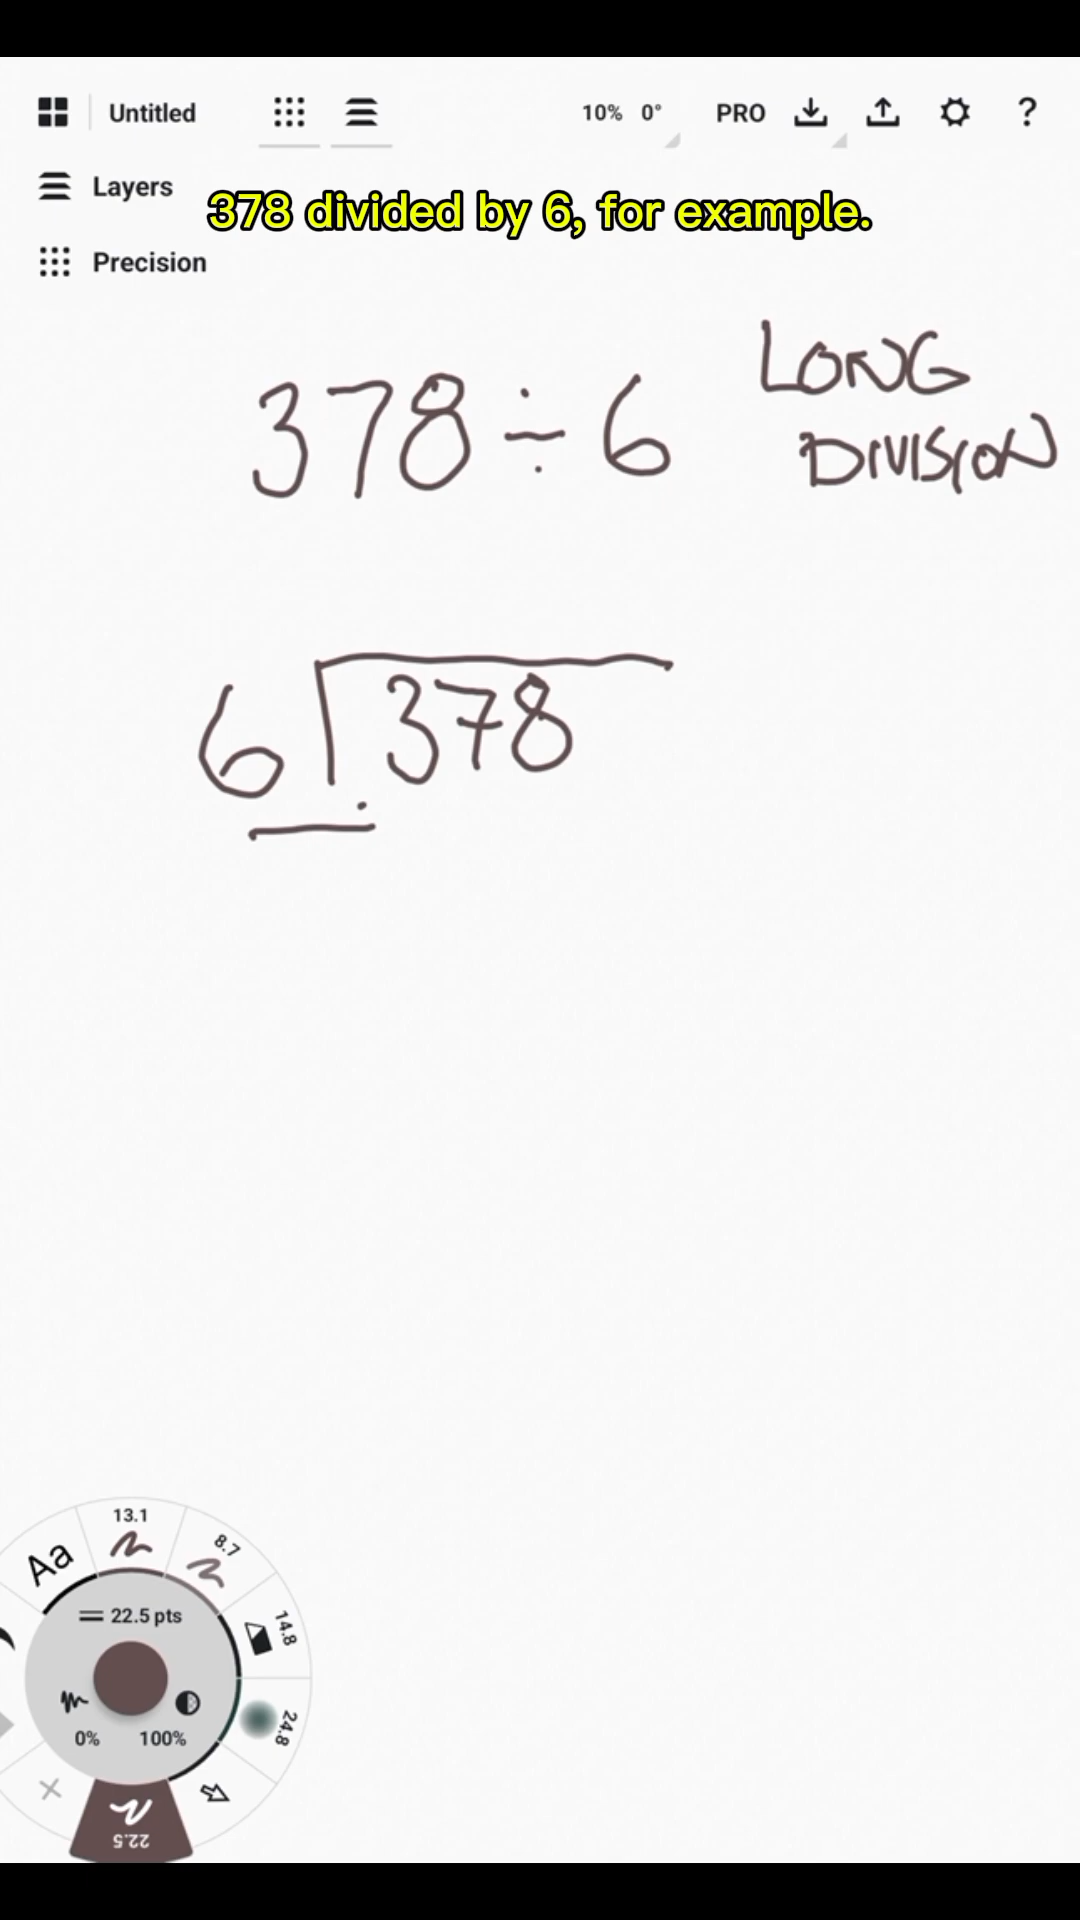 Untitled
10% 0° PRO ?
Layers
378 divided by 6, for example.
Precision
LONG
378÷6
DIVISION
6 378
13.1
8.7
Aa
22.5 pts
14.8
24.8
0% 100%
22.5